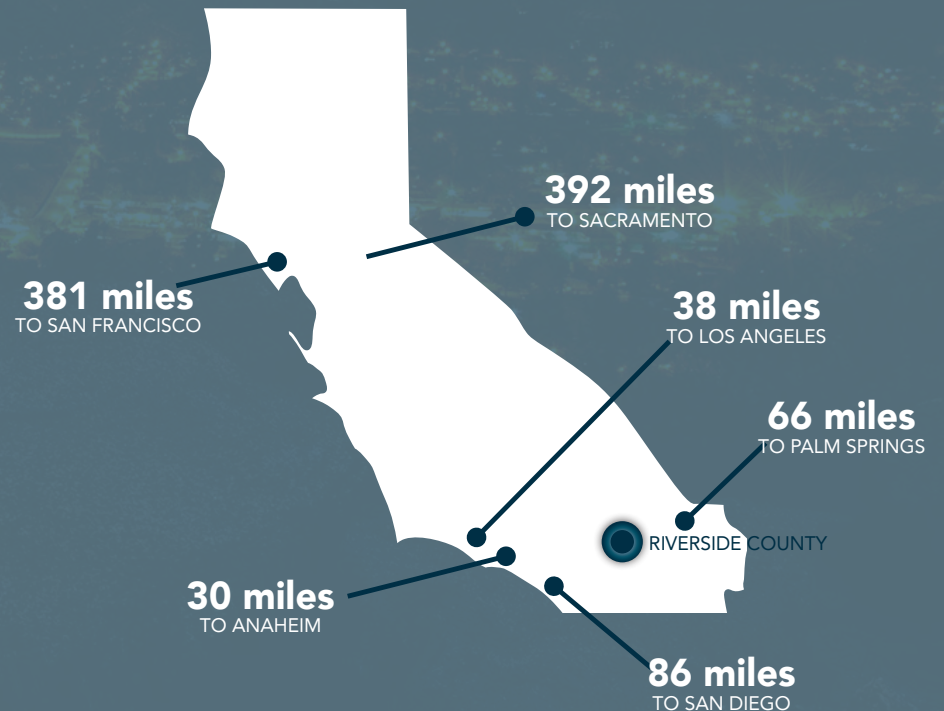 392 miles
TO SACRAMENTO
381 miles
TO SAN FRANCISCO
38 miles
TO LOS ANGELES
66 miles
TO PALM SPRINGS
RIVERSIDE COUNTY
30 miles
TO ANAHEIM
86 miles
TO SAN DIEGO